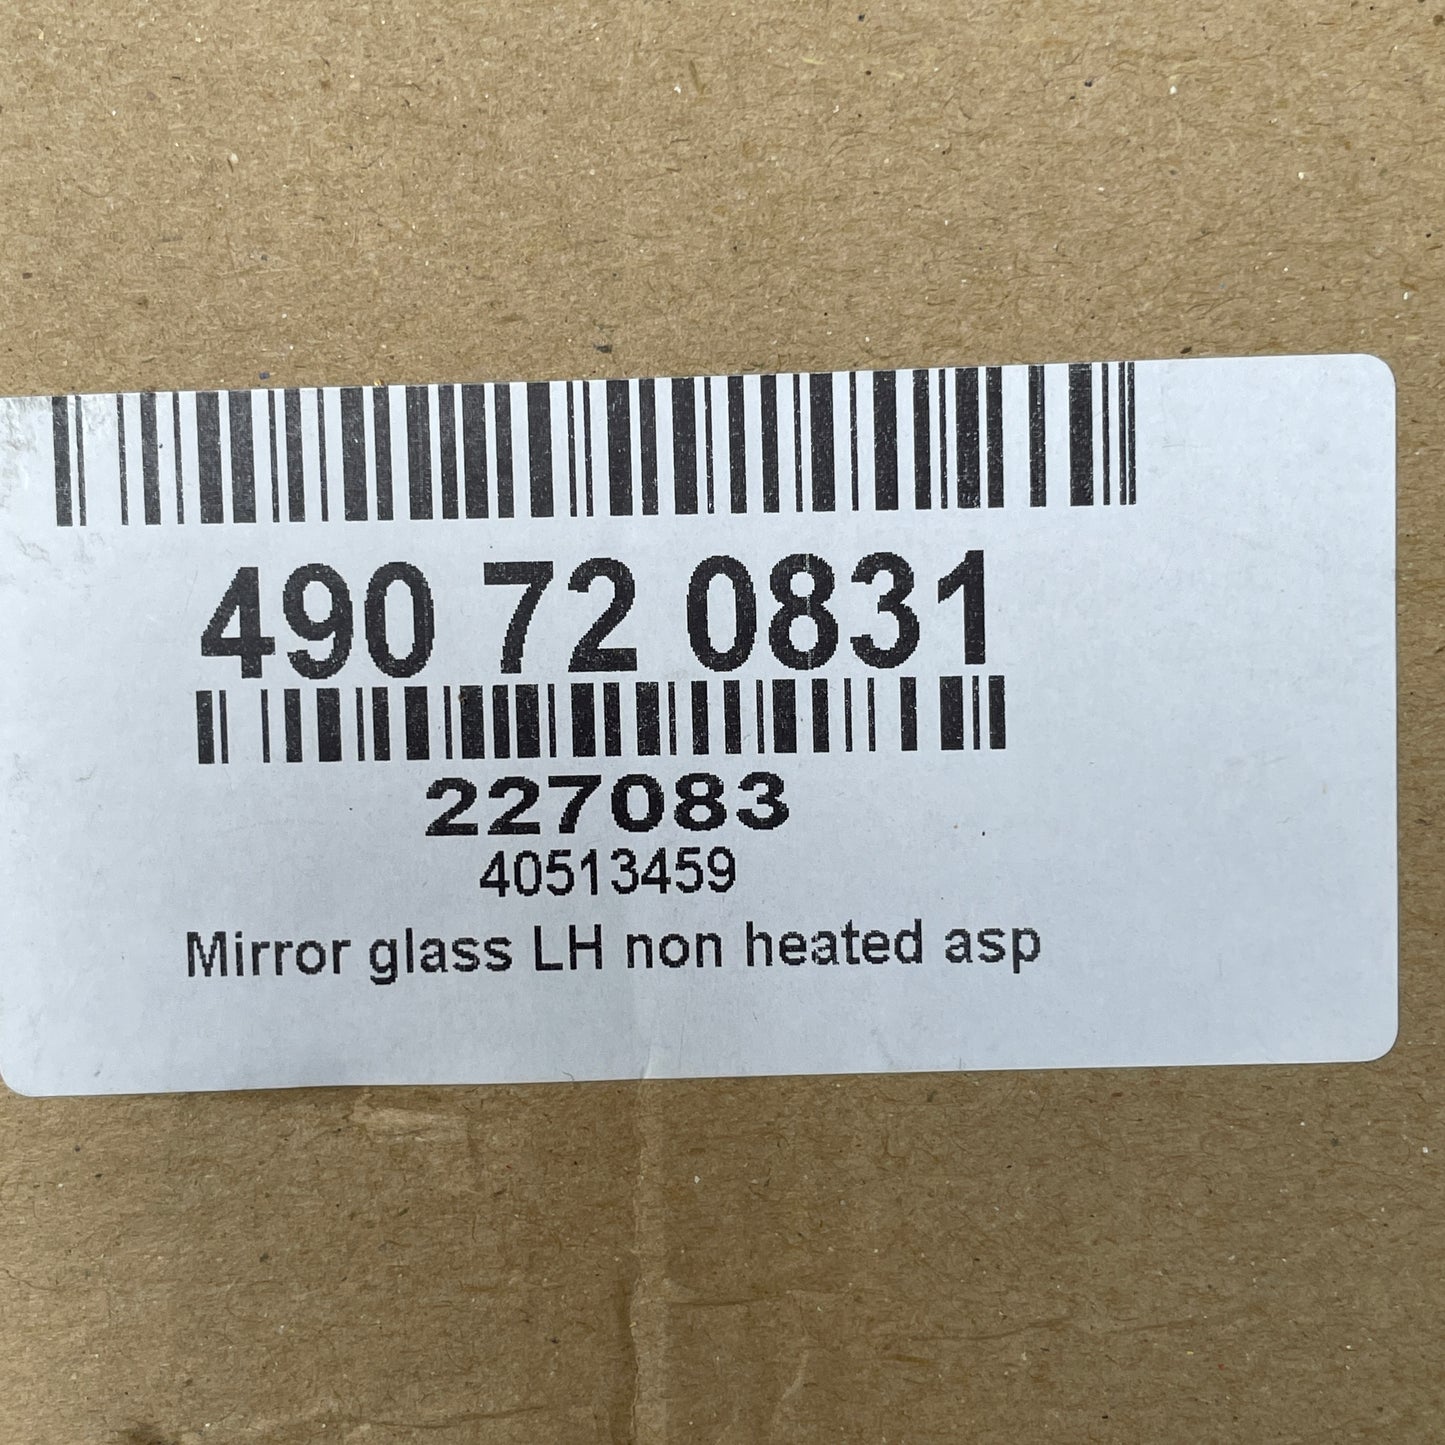 490 72 0831
227083
40513459
Mirror glass LH non heated asp